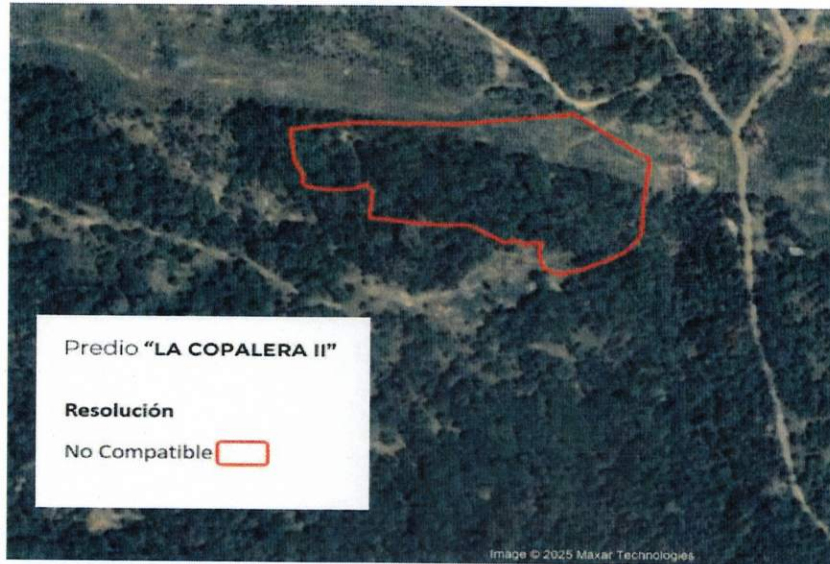 Predio "LA COPALERA II"
Resolución
No Compatible
Image © 2025 Maxar Technologies